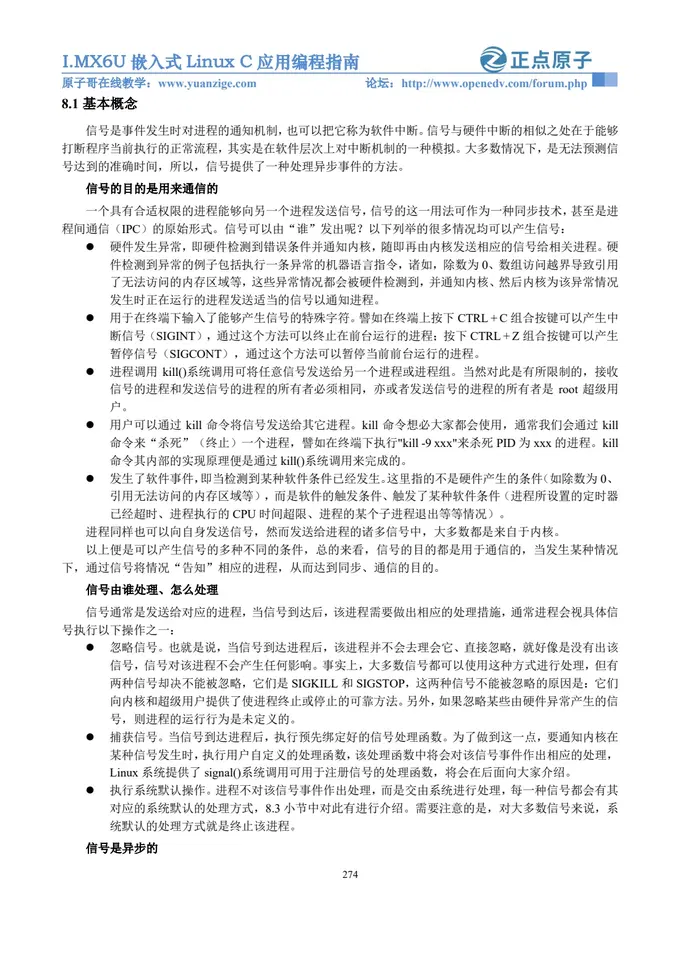 I.MX6U 嵌入式 Linux C 应用编程指南
正点原子
原子哥在线教学：www.yuanzige.com
论坛：http://www.openedv.com/forum.php
8.1 基本概念
信号是事件发生时对进程的通知机制，也可以把它称为软件中断。信号与硬件中断的相似之处在于能够
打断程序当前执行的正常流程，其实是在软件层次上对中断机制的一种模拟。大多数情况下，是无法预测信
号达到的准确时间，所以，信号提供了一种处理异步事件的方法。
信号的目的是用来通信的
一个具有合适权限的进程能够向另一个进程发送信号，信号的这一用法可作为一种同步技术，甚至是进
程间通信（IPC）的原始形式。信号可以由“谁”发出呢？以下列举的很多情况均可以产生信号：
● 硬件发生异常，即硬件检测到错误条件并通知内核，随即再由内核发送相应的信号给相关进程。硬
件检测到异常的例子包括执行一条异常的机器语言指令，诸如，除数为 0、数组访问越界导致引用
了无法访问的内存区域等，这些异常情况都会被硬件检测到，并通知内核、然后内核为该异常情况
发生时正在运行的进程发送适当的信号以通知进程。
● 用于在终端下输入了能够产生信号的特殊字符。譬如在终端上按下 CTRL + C 组合按键可以产生中
断信号（SIGINT），通过这个方法可以终止在前台运行的进程；按下 CTRL + Z 组合按键可以产生
暂停信号（SIGCONT），通过这个方法可以暂停当前前台运行的进程。
● 进程调用 kill()系统调用可将任意信号发送给另一个进程或进程组。当然对此是有所限制的，接收
信号的进程和发送信号的进程的所有者必须相同，亦或者发送信号的进程的所有者是 root 超级用
户。
● 用户可以通过 kill 命令将信号发送给其它进程。kill 命令想必大家都会使用，通常我们会通过 kill
命令来“杀死”（终止）一个进程，譬如在终端下执行"kill -9 xxx"来杀死 PID 为 xxx 的进程。kill
命令其内部的实现原理便是通过 kill()系统调用来完成的。
● 发生了软件事件，即当检测到某种软件条件已经发生。这里指的不是硬件产生的条件（如除数为 0、
引用无法访问的内存区域等），而是软件的触发条件、触发了某种软件条件（进程所设置的定时器
已经超时、进程执行的 CPU 时间超限、进程的某个子进程退出等等情况）。
进程同样也可以向自身发送信号，然而发送给进程的诸多信号中，大多数都是来自于内核。
以上便是可以产生信号的多种不同的条件，总的来看，信号的目的都是用于通信的，当发生某种情况
下，通过信号将情况“告知”相应的进程，从而达到同步、通信的目的。
信号由谁处理、怎么处理
信号通常是发送给对应的进程，当信号到达后，该进程需要做出相应的处理措施，通常进程会视具体信
号执行以下操作之一：
● 忽略信号。也就是说，当信号到达进程后，该进程并不会去理会它、直接忽略，就好像是没有出该
信号，信号对该进程不会产生任何影响。事实上，大多数信号都可以使用这种方式进行处理，但有
两种信号却决不能被忽略，它们是 SIGKILL 和 SIGSTOP，这两种信号不能被忽略的原因是：它们
向内核和超级用户提供了使进程终止或停止的可靠方法。另外，如果忽略某些由硬件异常产生的信
号，则进程的运行行为是未定义的。
● 捕获信号。当信号到达进程后，执行预先绑定好的信号处理函数。为了做到这一点，要通知内核在
某种信号发生时，执行用户自定义的处理函数，该处理函数中将会对该信号事件作出相应的处理，
Linux 系统提供了 signal()系统调用可用于注册信号的处理函数，将会在后面向大家介绍。
● 执行系统默认操作。进程不对该信号事件作出处理，而是交由系统进行处理，每一种信号都会有其
对应的系统默认的处理方式，8.3 小节中对此有进行介绍。需要注意的是，对大多数信号来说，系
统默认的处理方式就是终止该进程。
信号是异步的
274